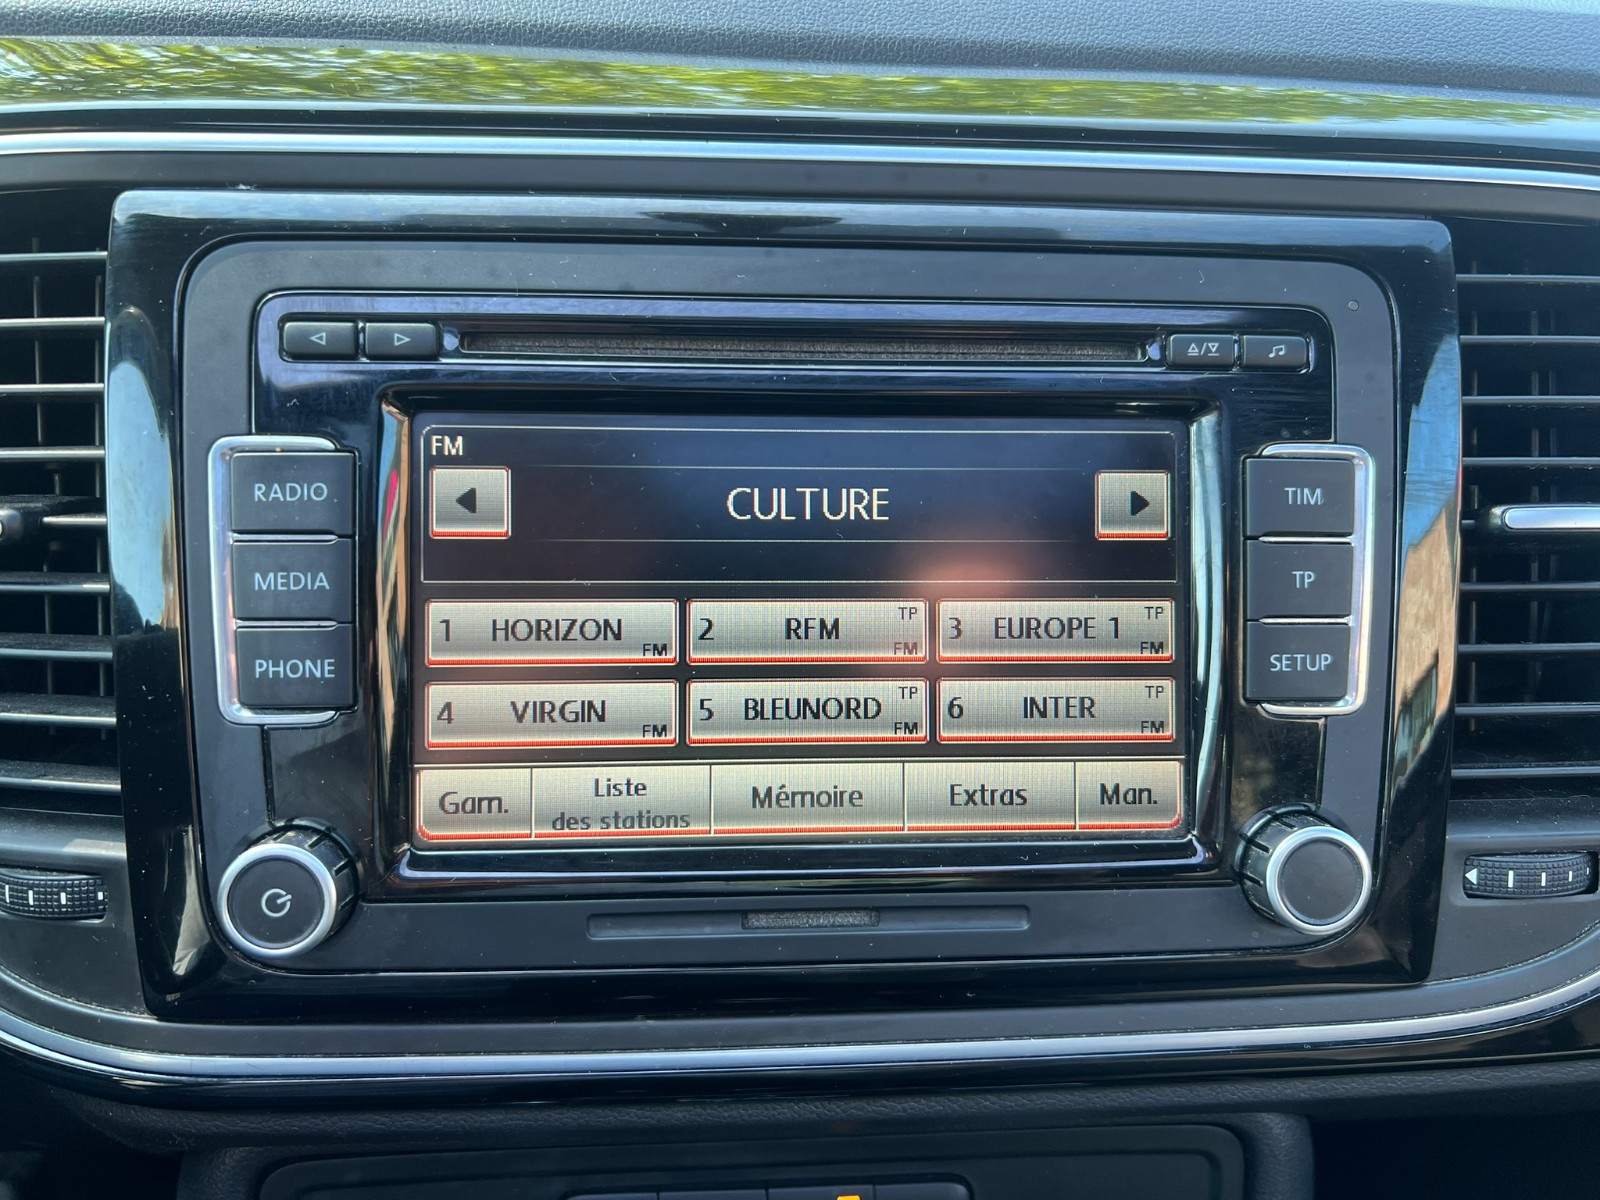 FM
CULTURE
RADIO
MEDIA
PHONE
TIM
TP
SETUP
1 HORIZON FM
2 RFM TP FM
3 EUROPE 1 TP FM
4 VIRGIN FM
5 BLEUNORD TP FM
6 INTER TP FM
Gam.
Liste
des stations
Mémoire
Extras
Man.